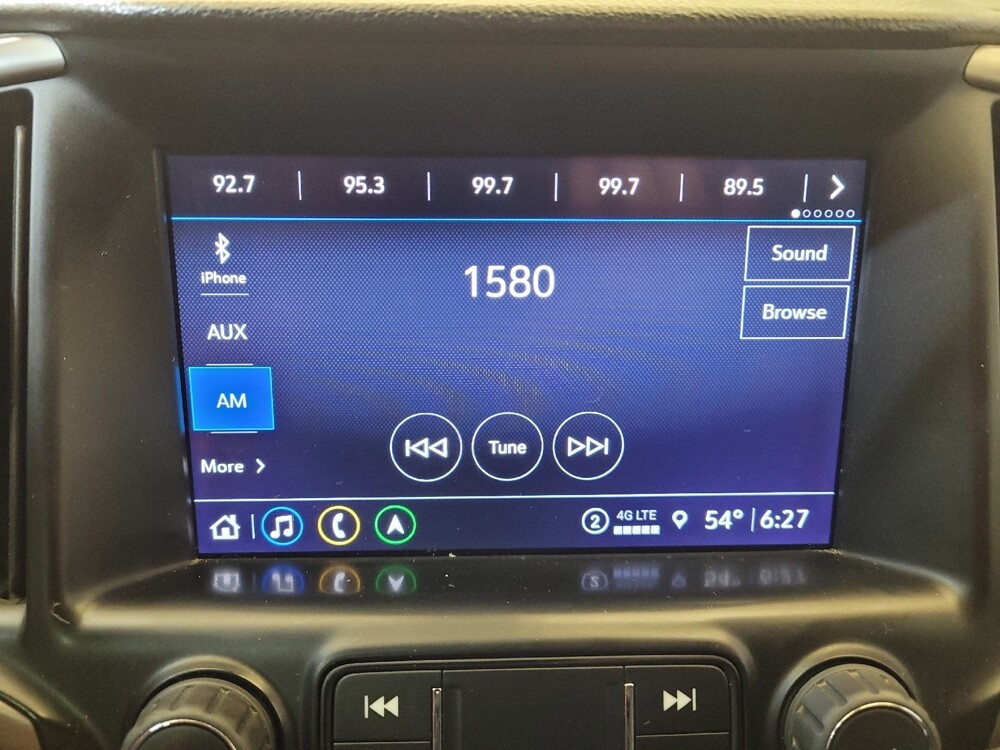 92.7 | 95.3 | 99.7 | 99.7 | 89.5
iPhone
1580
Sound
AUX
Browse
AM
More
Tune
2 4G LTE 54° | 6:27